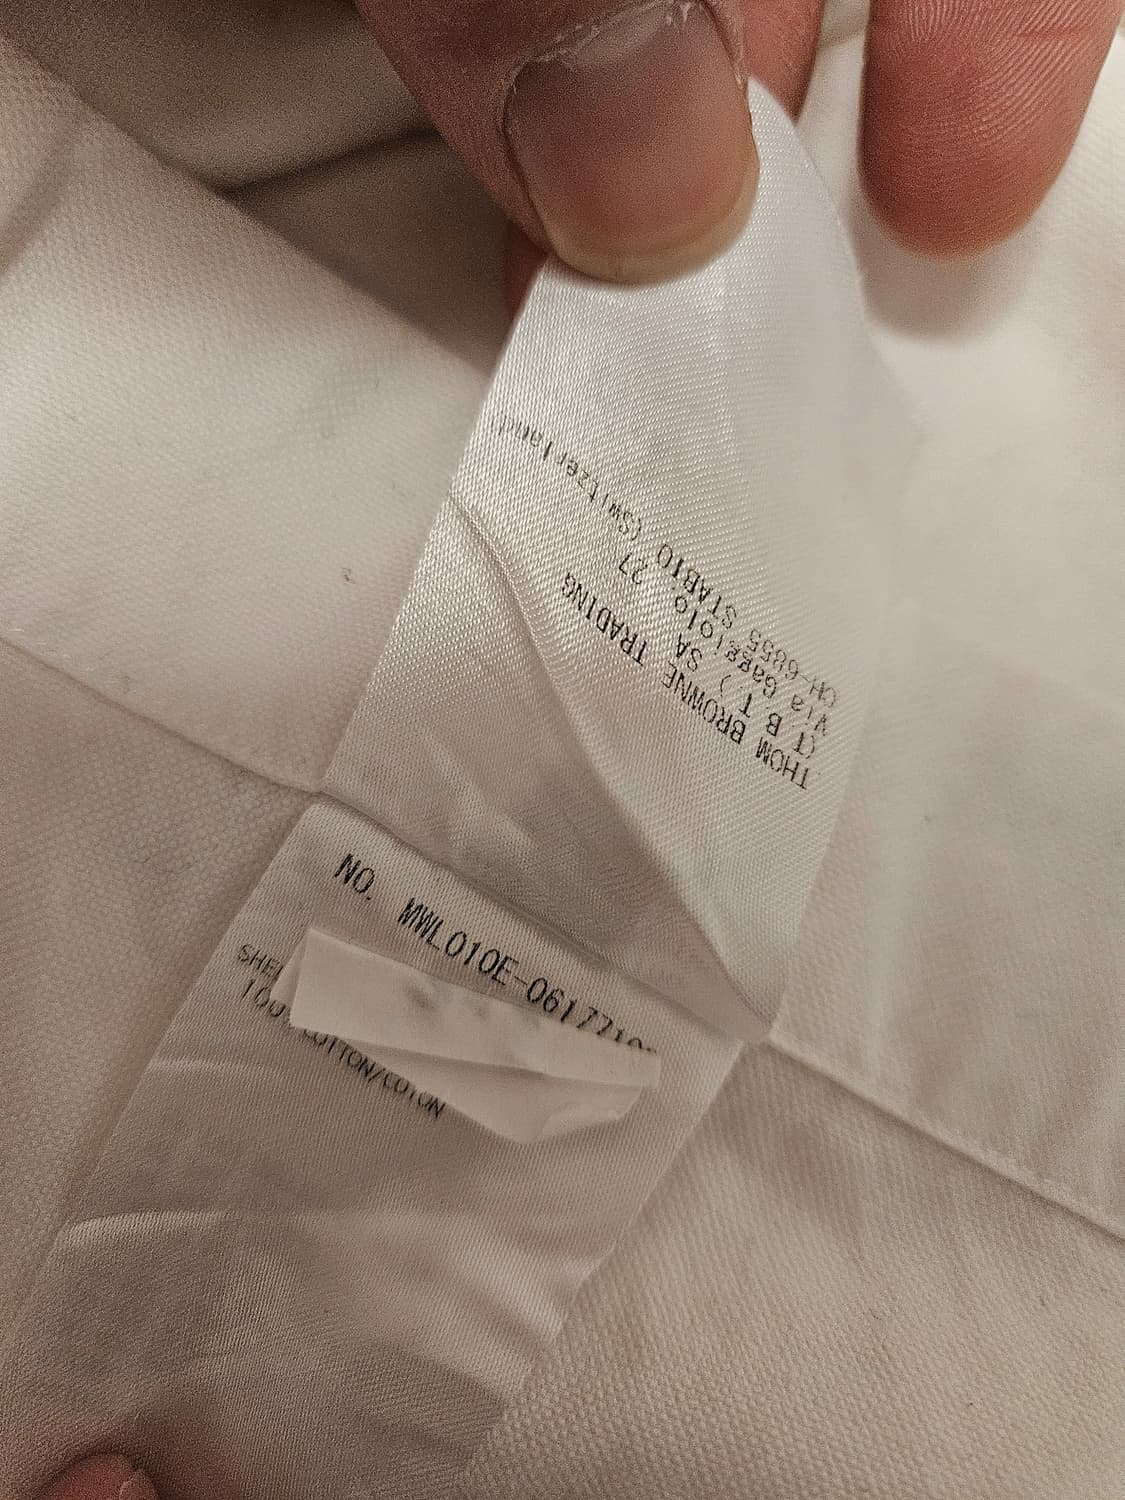 THOM BROWNE TRADING
(T B T ) SA
Via Gaggiolo 27
CH-6855 STABIO (Switzerland)
NO. MWL010E-06177
COTTON/COTON